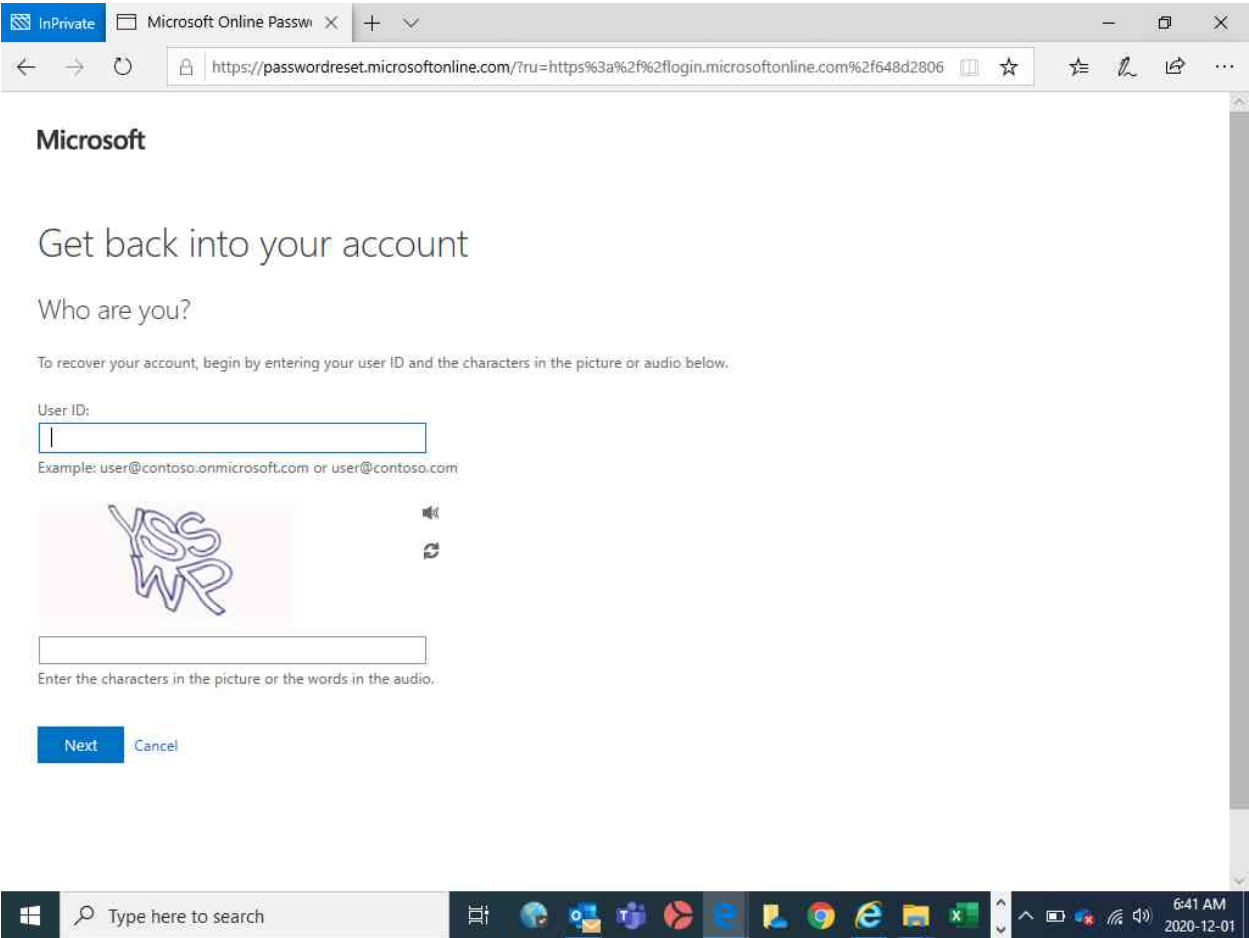 InPrivate
Microsoft Online Passw
https://passwordreset.microsoftonline.com/?ru=https%3a%2f%2flogin.microsoftonline.com%2f648d2806
Microsoft
Get back into your account
Who are you?
To recover your account, begin by entering your user ID and the characters in the picture or audio below.
User ID:
Example: user@contoso.onmicrosoft.com or user@contoso.com
YSS
WR
Enter the characters in the picture or the words in the audio.
Next Cancel
Type here to search
6:41 AM
2020-12-01